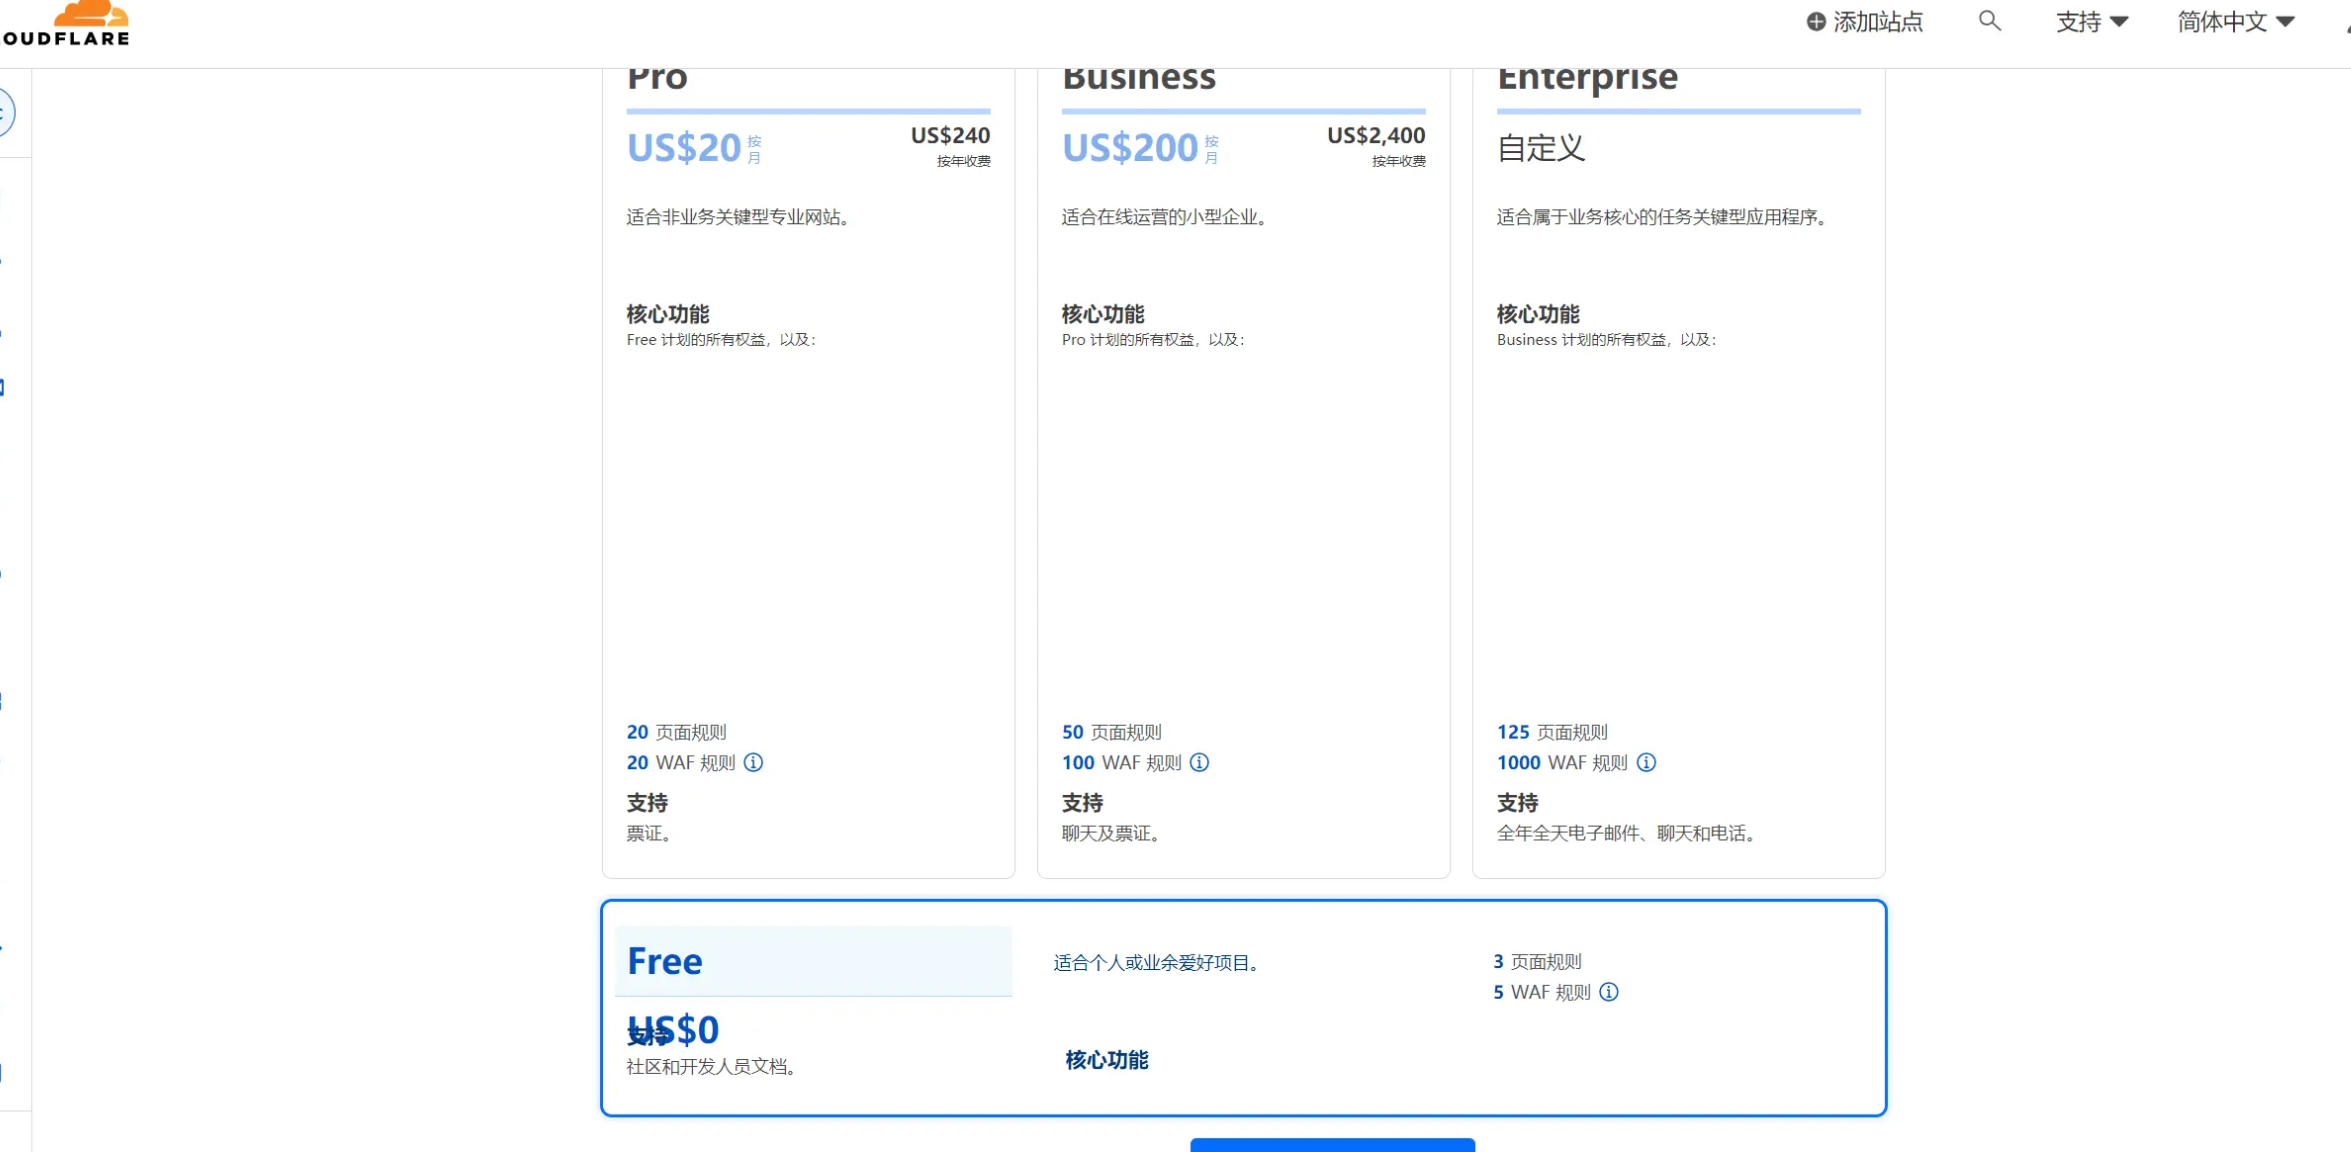 OUDFLARE
添加站点
支持
简体中文
Pro
US$20 按月
US$240
按年收费
适合非业务关键型专业网站。
核心功能
Free 计划的所有权益，以及：
20 页面规则
20 WAF 规则
支持
票证。
Business
US$200 按月
US$2,400
按年收费
适合在线运营的小型企业。
核心功能
Pro 计划的所有权益，以及：
50 页面规则
100 WAF 规则
支持
聊天及票证。
Enterprise
自定义
适合属于业务核心的任务关键型应用程序。
核心功能
Business 计划的所有权益，以及：
125 页面规则
1000 WAF 规则
支持
全年全天电子邮件、聊天和电话。
Free
US$0
支持
社区和开发人员文档。
适合个人或业余爱好项目。
核心功能
3 页面规则
5 WAF 规则